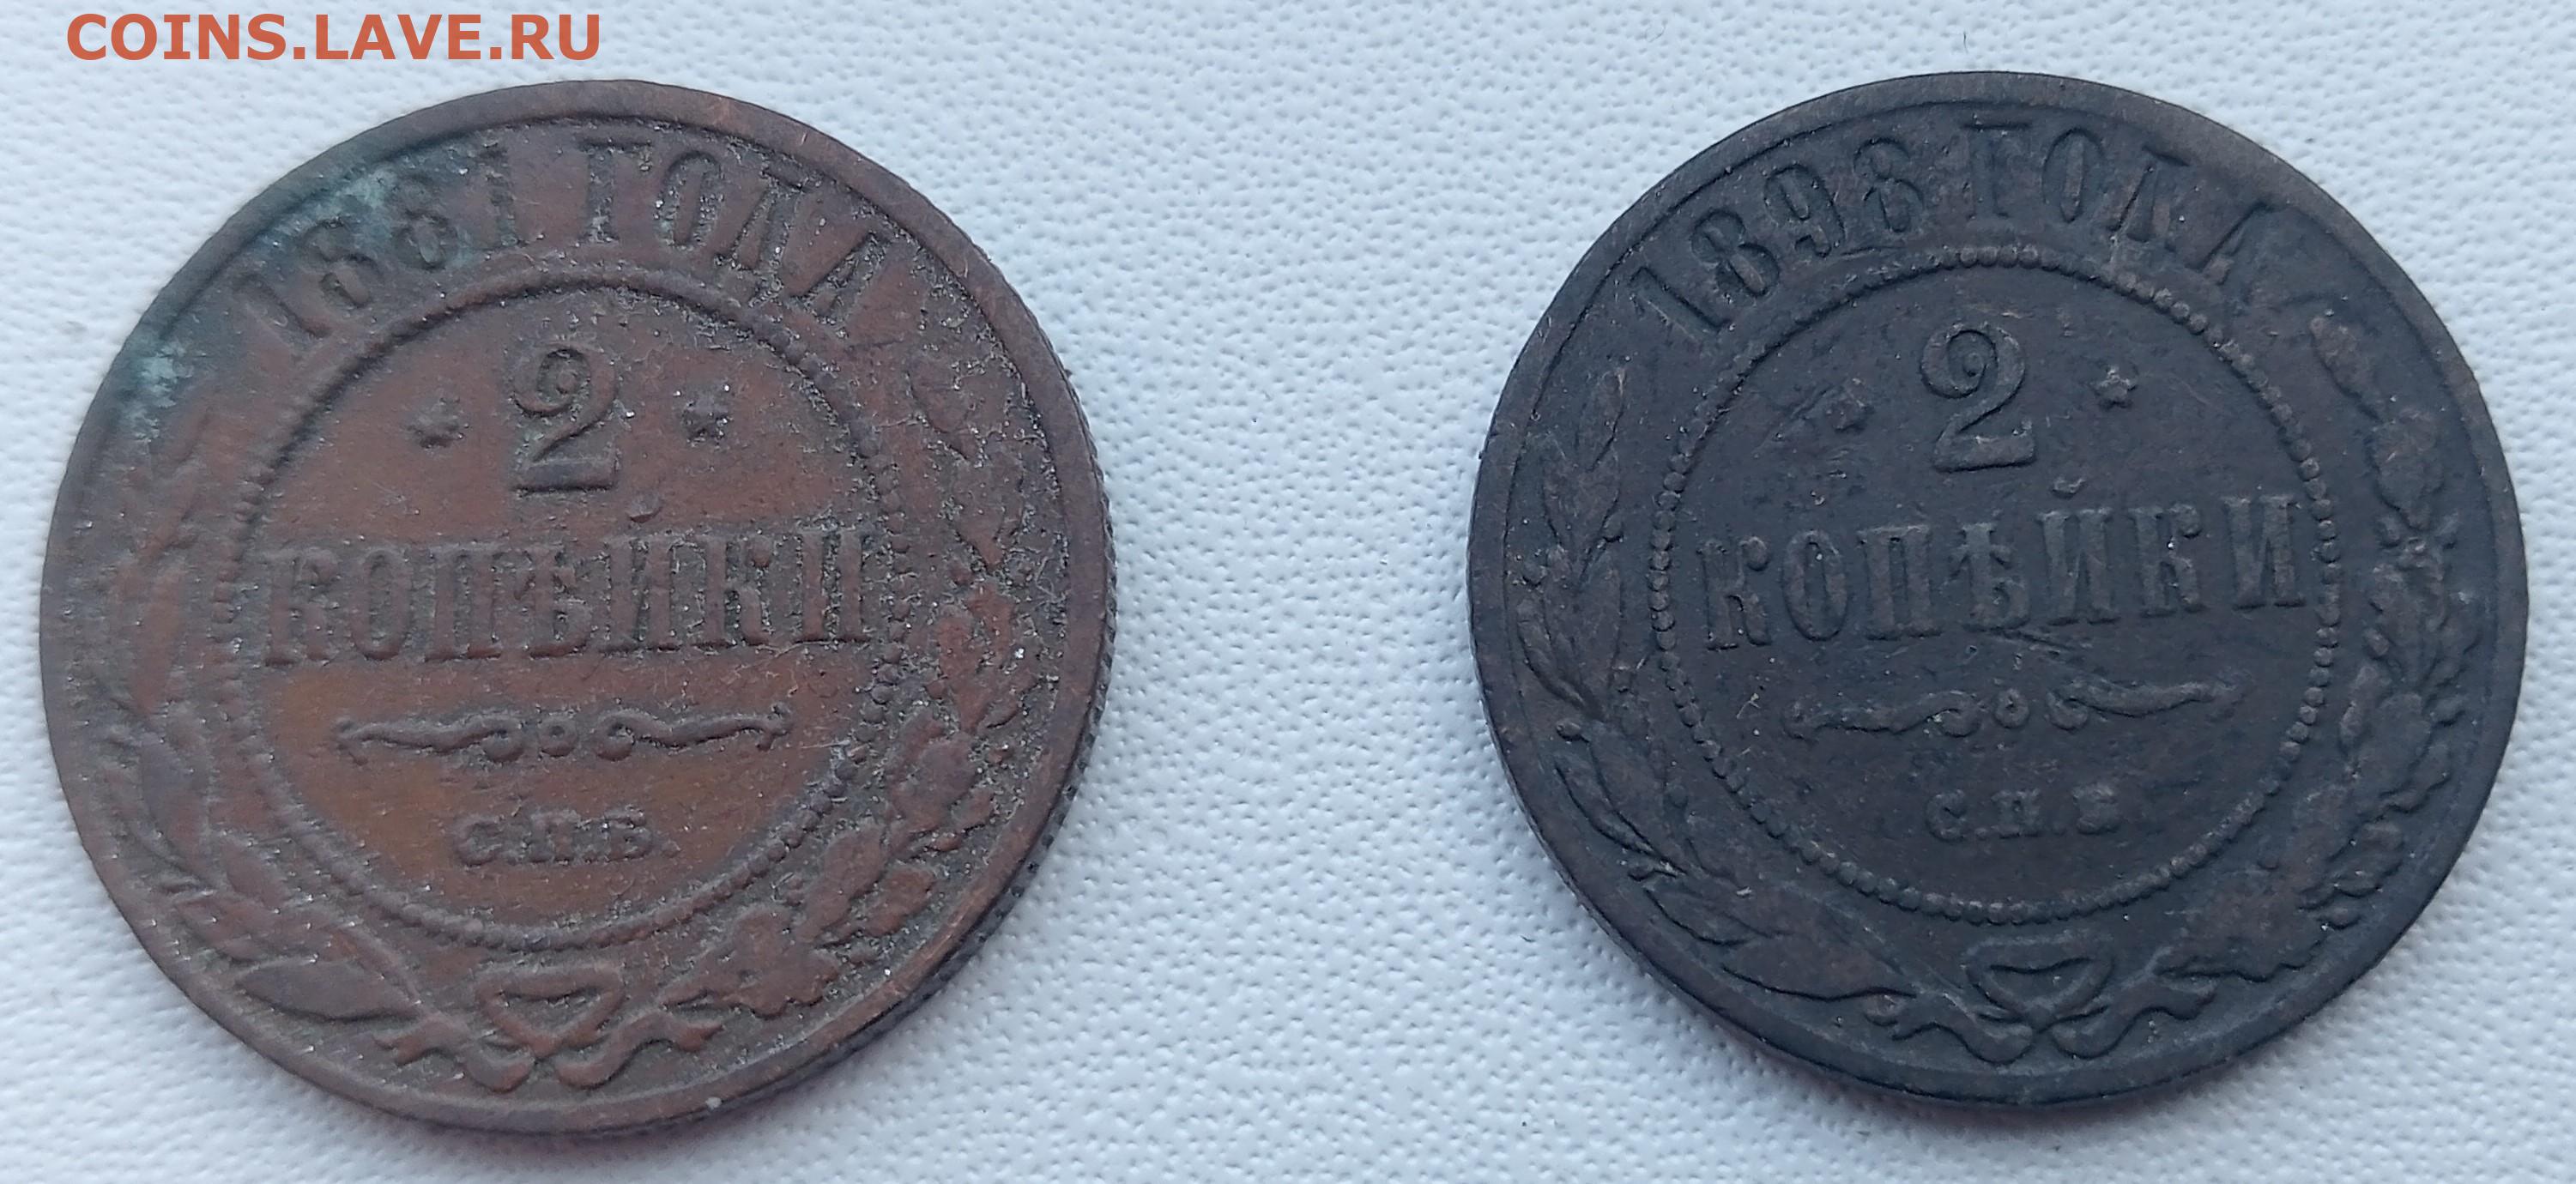 COINS.LAVE.RU
1881 ГОДА
2
КОПѢЙКИ
С.П.Б.
1898 ГОДА
2
КОПѢЙКИ
С.П.Б.